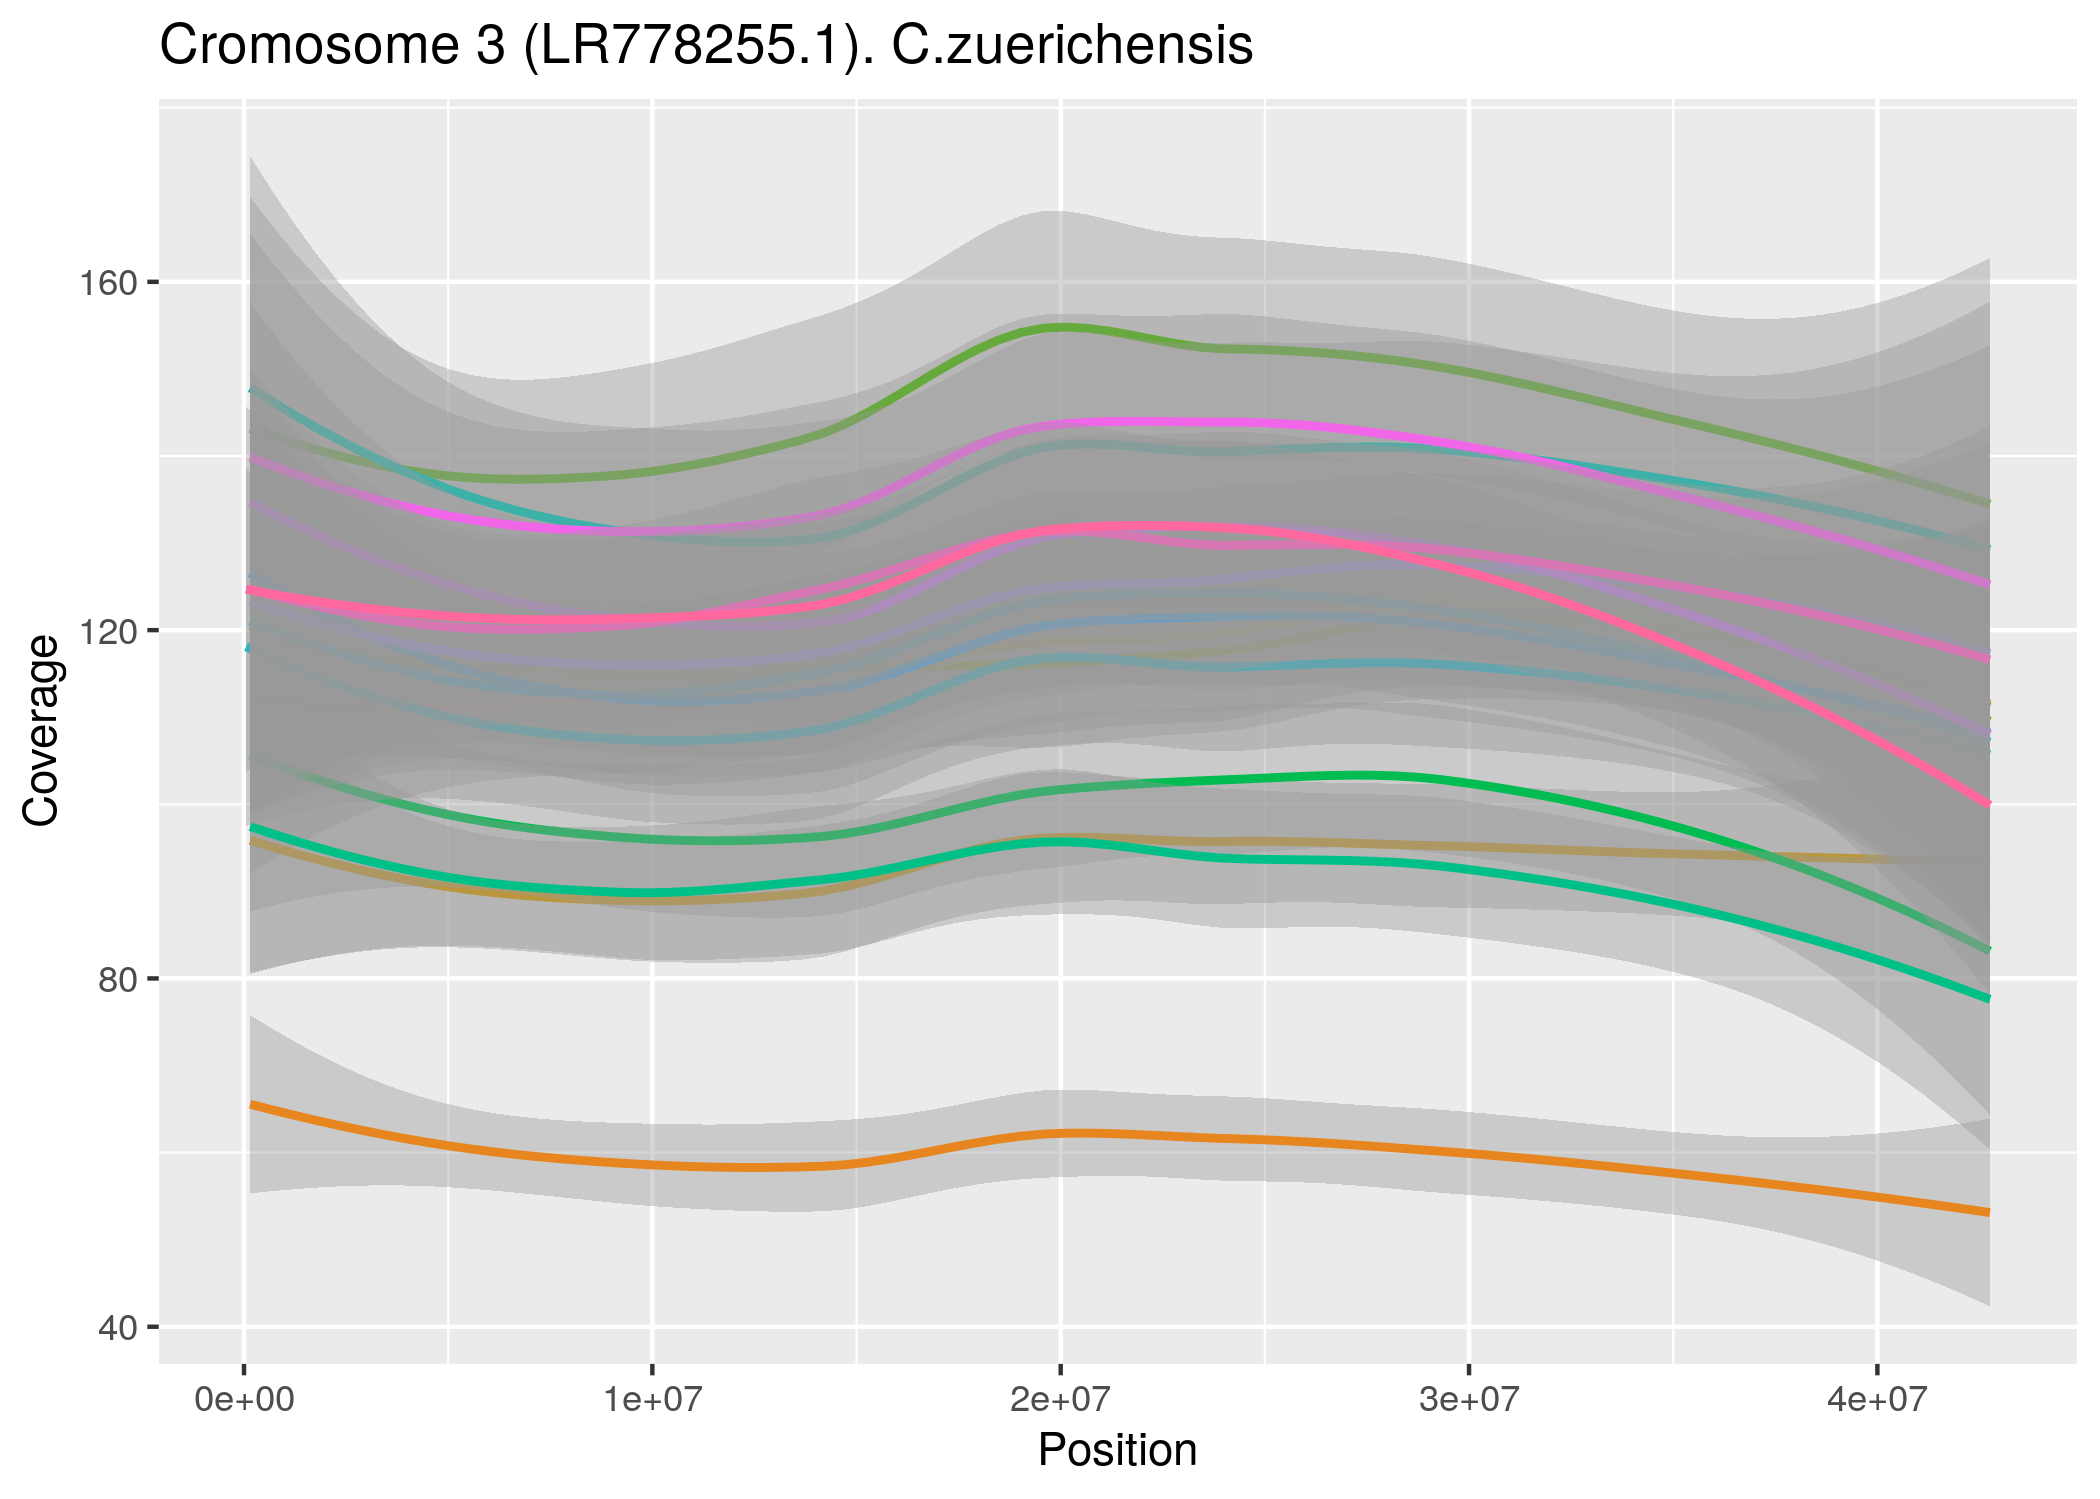 Cromosome 3 (LR778255.1). C.zuerichensis
Coverage
160
120
80
40
0e+00 1e+07 2e+07 3e+07 4e+07
Position